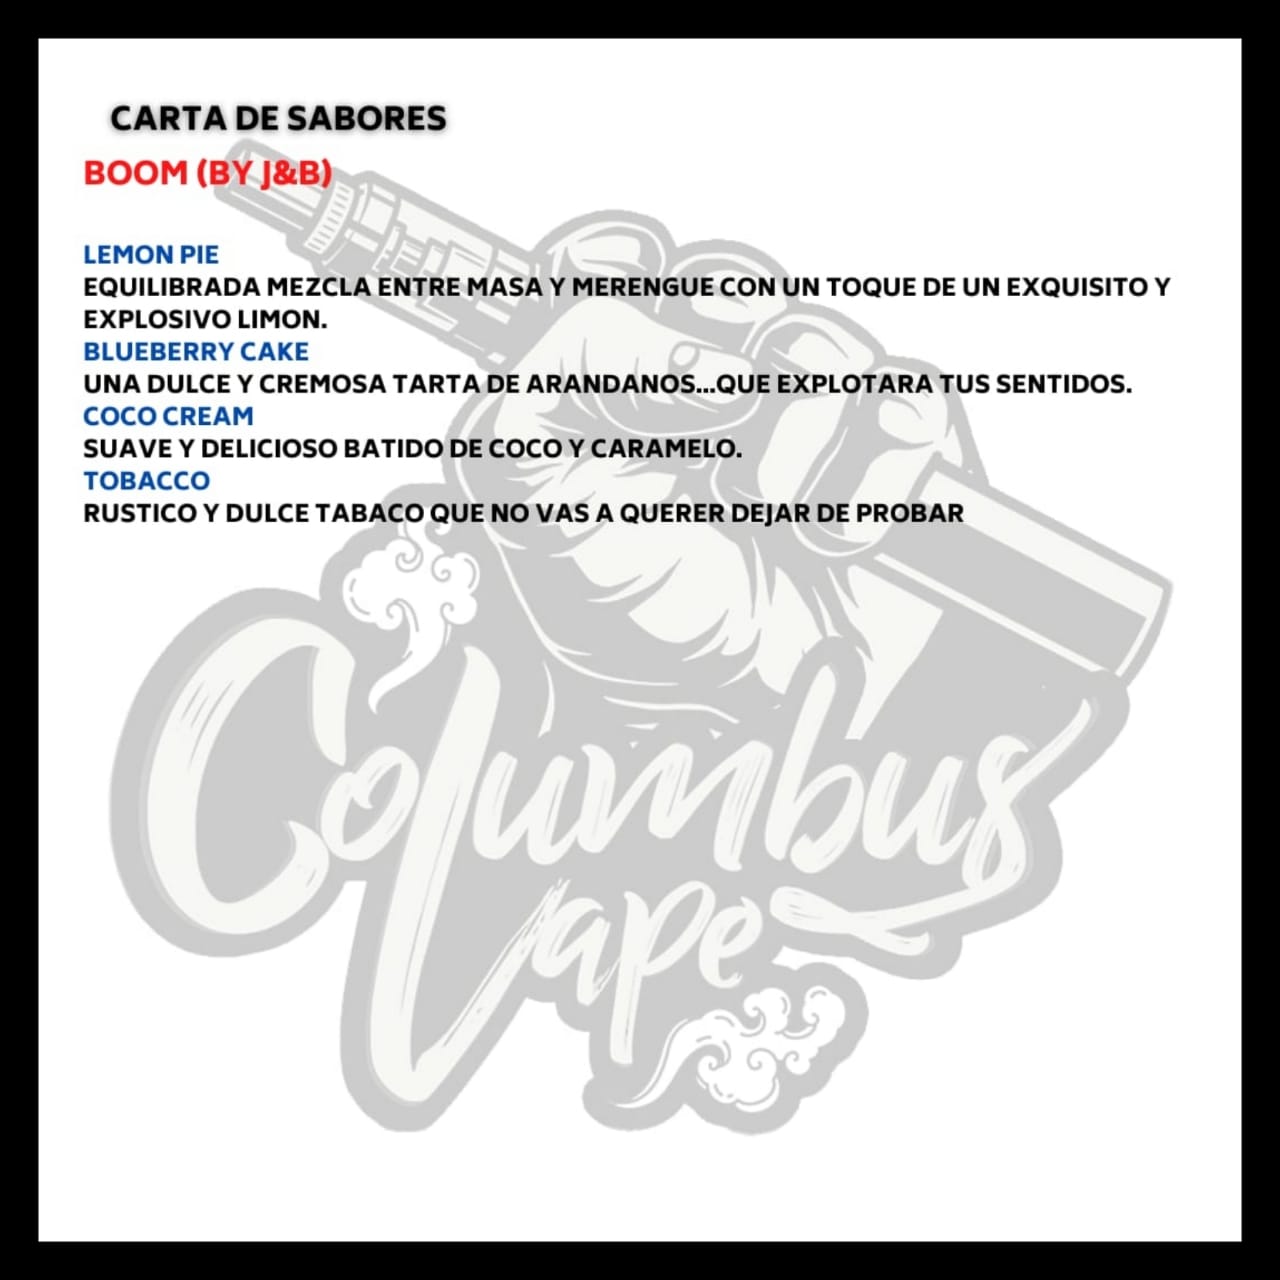 CARTA DE SABORES
BOOM (BY J&B)
LEMON PIE
EQUILIBRADA MEZCLA ENTRE MASA Y MERENGUE CON UN TOQUE DE UN EXQUISITO Y
EXPLOSIVO LIMON.
BLUEBERRY CAKE
UNA DULCE Y CREMOSA TARTA DE ARANDANOS...QUE EXPLOTARA TUS SENTIDOS.
COCO CREAM
SUAVE Y DELICIOSO BATIDO DE COCO Y CARAMELO.
TOBACCO
RUSTICO Y DULCE TABACO QUE NO VAS A QUERER DEJAR DE PROBAR
Columbus
Vape